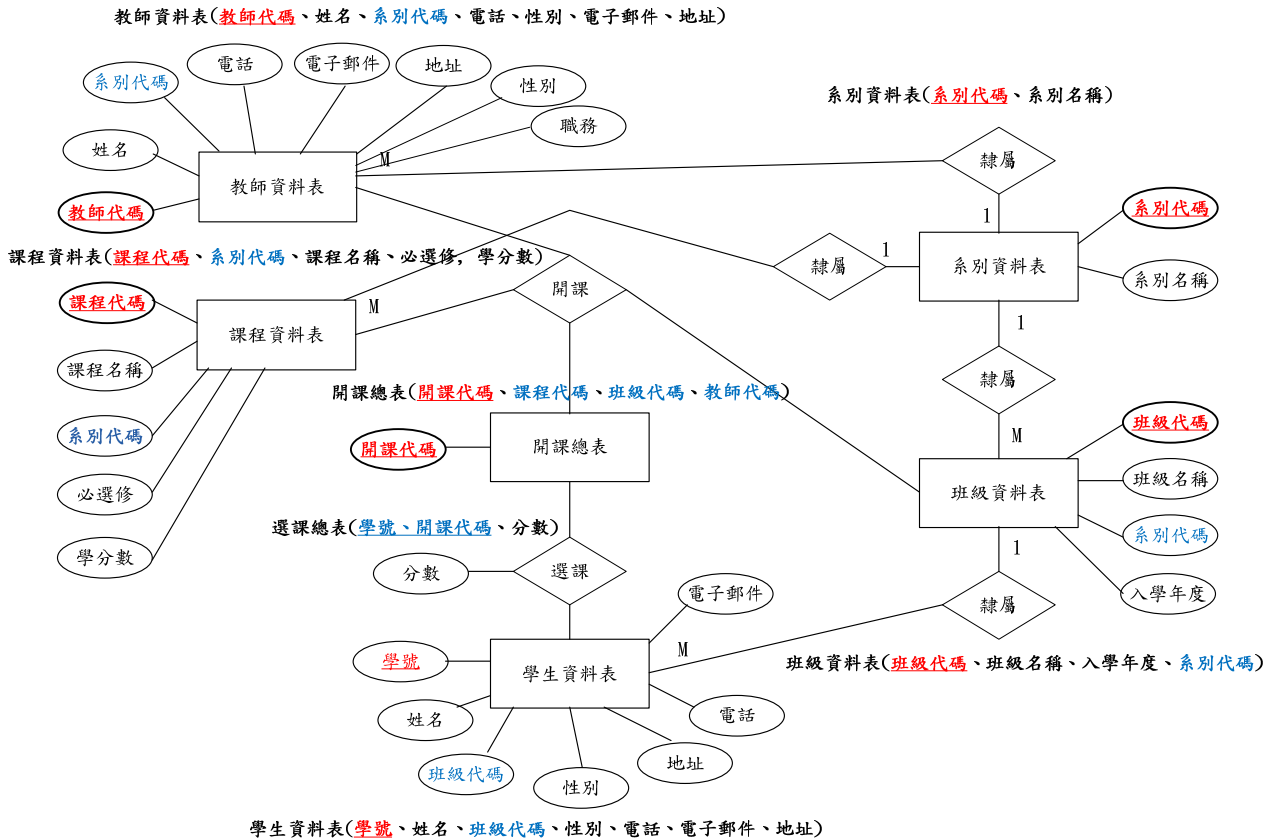 教師資料表(教師代碼、姓名、系別代碼、電話、性別、電子郵件、地址)
系別代碼
電話
電子郵件
地址
性別
職務
姓名
教師代碼
教師資料表
M
系別資料表(系別代碼、系別名稱)
隸屬
1
系別代碼
系別名稱
系別資料表
1
隸屬
課程資料表(課程代碼、系別代碼、課程名稱、必選修, 學分數)
課程代碼
課程名稱
系別代碼
必選修
學分數
課程資料表
M
開課
1
隸屬
M
開課總表(開課代碼、課程代碼、班級代碼、教師代碼)
開課代碼
開課總表
班級代碼
班級名稱
系別代碼
入學年度
班級資料表
1
隸屬
選課總表(學號、開課代碼、分數)
分數
選課
電子郵件
學號
姓名
班級代碼
性別
地址
電話
學生資料表
M
班級資料表(班級代碼、班級名稱、入學年度、系別代碼)
學生資料表(學號、姓名、班級代碼、性別、電話、電子郵件、地址)